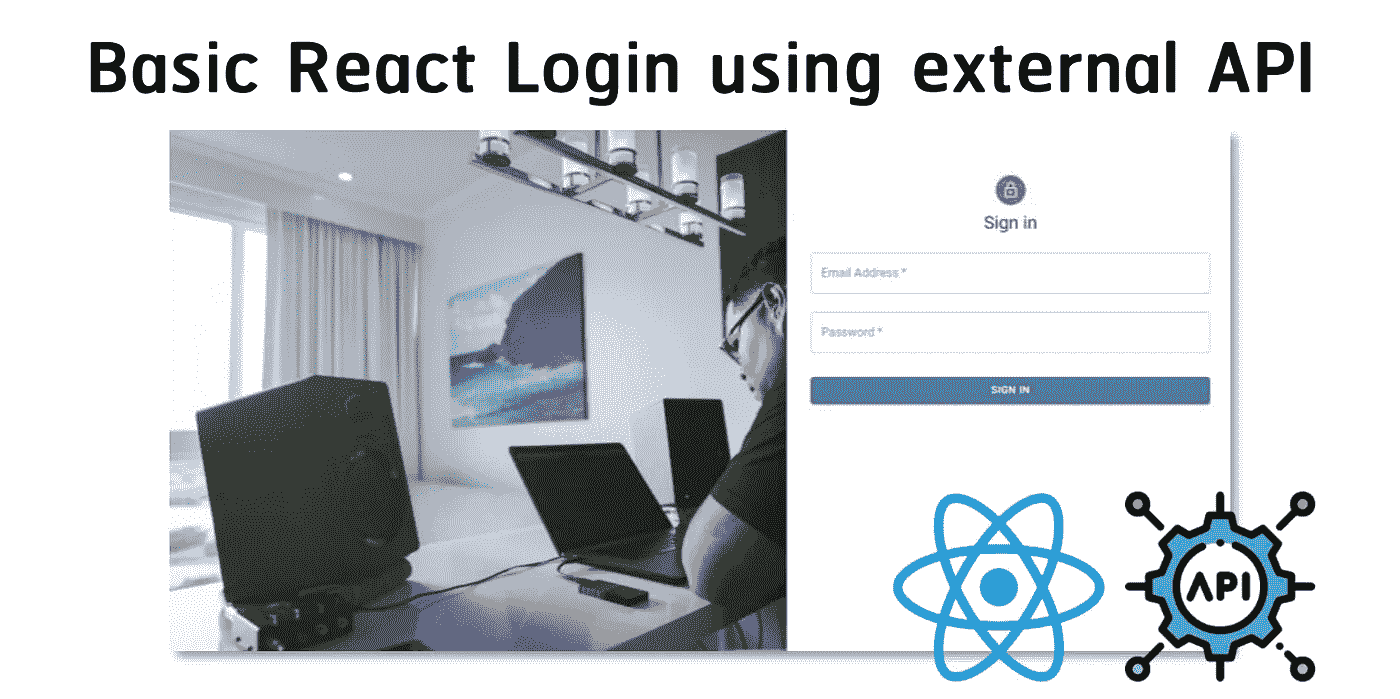 Basic React Login using external API
Sign in
Email Address *
Password *
SIGN IN
API